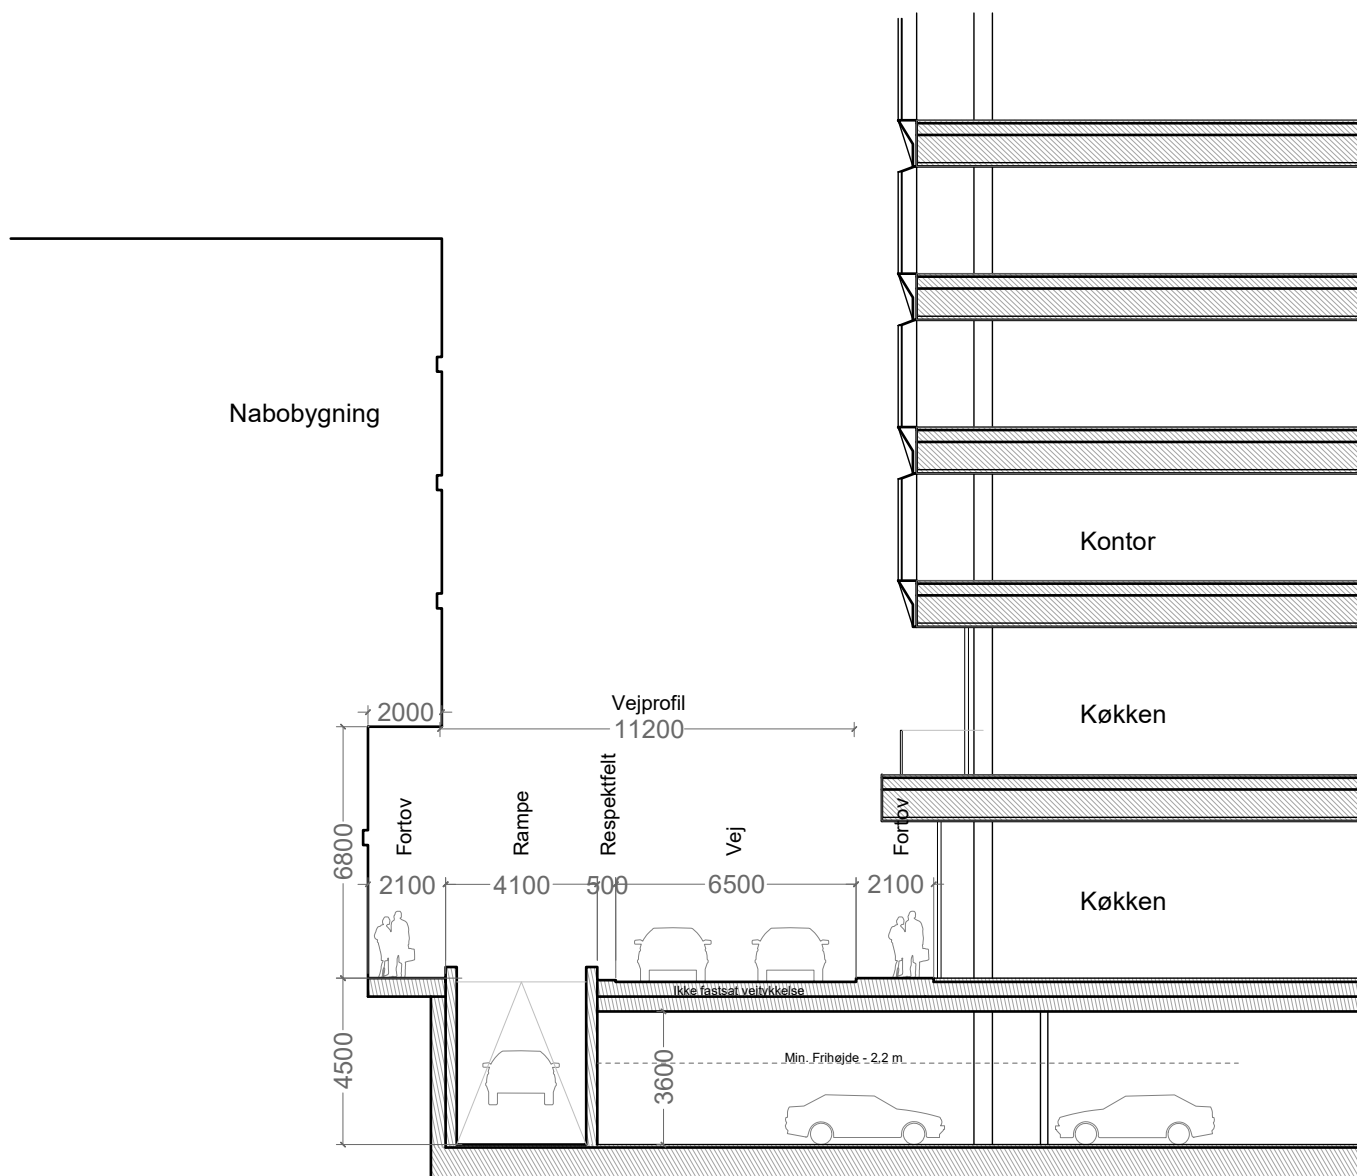 Nabobygning
Kontor
Vejprofil
2000
11200
Køkken
6800
Fortov
Rampe
Respektfelt
Vej
Fortov
2100
4100
500
6500
2100
Køkken
Ikke fastsat vejtykkelse
4500
3600
Min. Frihøjde - 2,2 m